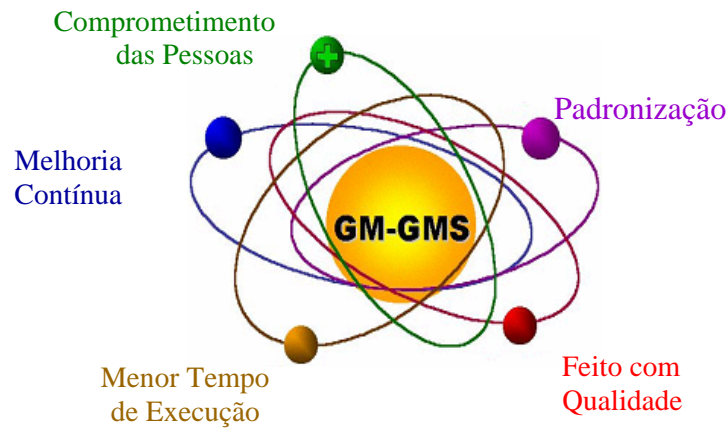 Comprometimento
das Pessoas
Padronização
Melhoria
Contínua
GM-GMS
Menor Tempo
de Execução
Feito com
Qualidade